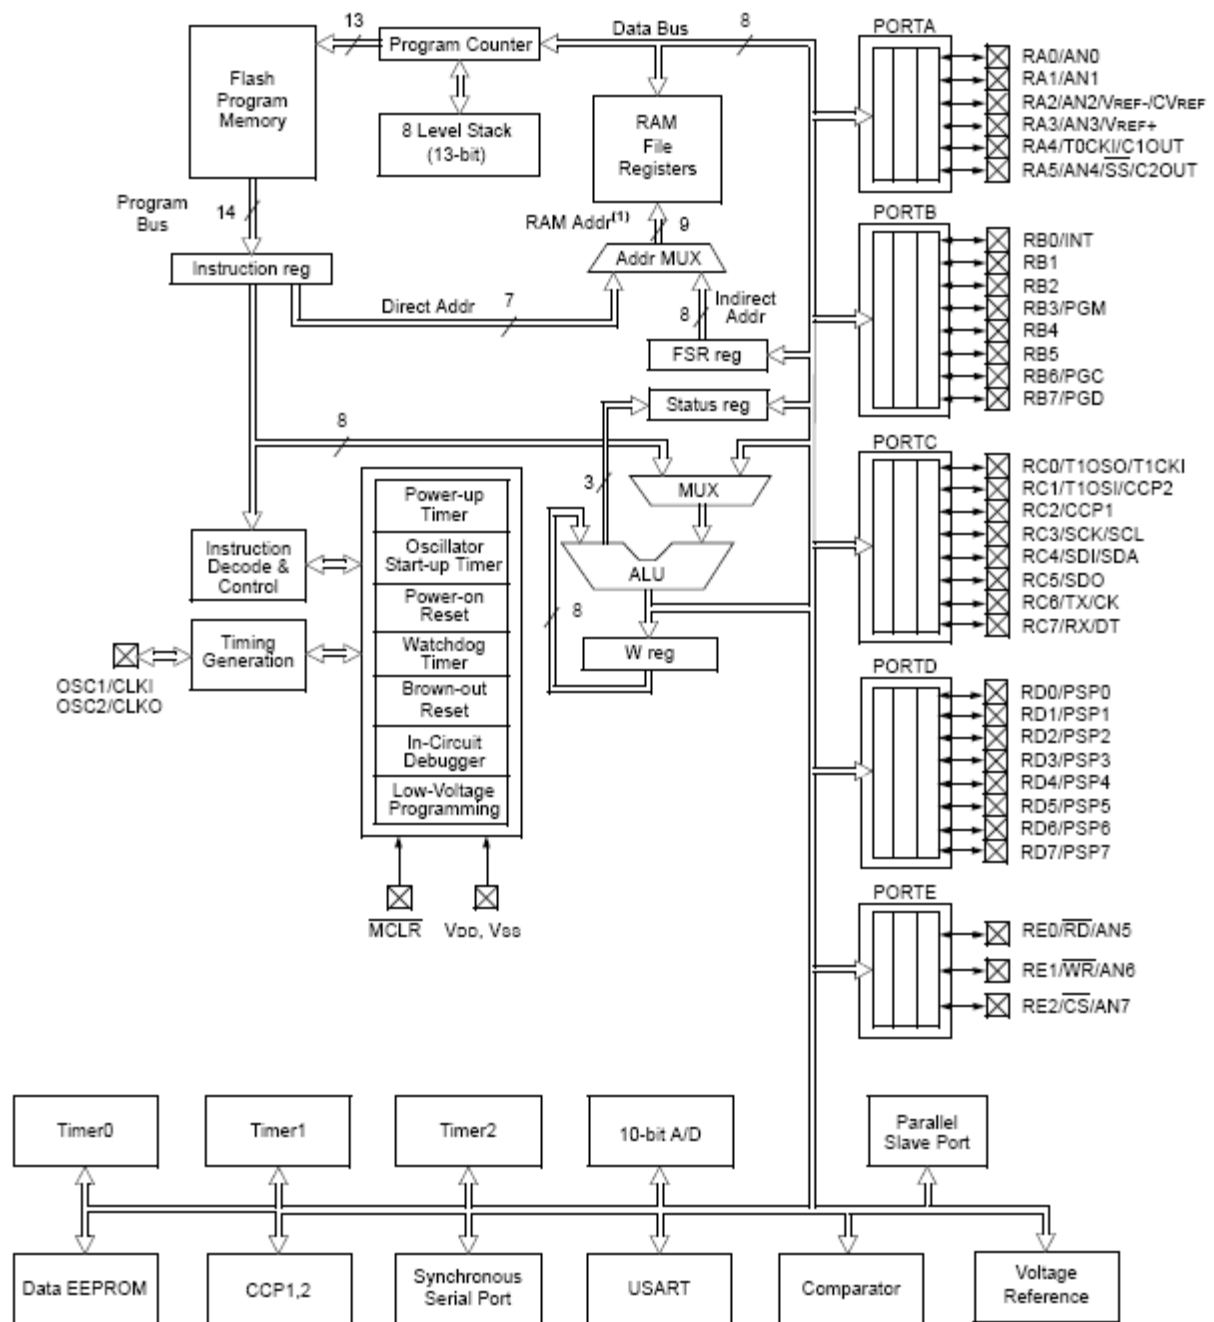 Flash
Program
Memory
13
Program Counter
8 Level Stack
(13-bit)
Data Bus
8
RAM
File
Registers
Program
Bus
14
RAM Addr(1)
9
Addr MUX
Instruction reg
Direct Addr
7
8
Indirect
Addr
FSR reg
Status reg
8
3
MUX
ALU
8
W reg
Instruction
Decode &
Control
Timing
Generation
OSC1/CLKI
OSC2/CLKO
Power-up
Timer
Oscillator
Start-up Timer
Power-on
Reset
Watchdog
Timer
Brown-out
Reset
In-Circuit
Debugger
Low-Voltage
Programming
MCLR
VDD, VSS
PORTA
RA0/AN0
RA1/AN1
RA2/AN2/VREF-/CVREF
RA3/AN3/VREF+
RA4/T0CKI/C1OUT
RA5/AN4/SS/C2OUT
PORTB
RB0/INT
RB1
RB2
RB3/PGM
RB4
RB5
RB6/PGC
RB7/PGD
PORTC
RC0/T1OSO/T1CKI
RC1/T1OSI/CCP2
RC2/CCP1
RC3/SCK/SCL
RC4/SDI/SDA
RC5/SDO
RC6/TX/CK
RC7/RX/DT
PORTD
RD0/PSP0
RD1/PSP1
RD2/PSP2
RD3/PSP3
RD4/PSP4
RD5/PSP5
RD6/PSP6
RD7/PSP7
PORTE
RE0/RD/AN5
RE1/WR/AN6
RE2/CS/AN7
Timer0
Timer1
Timer2
10-bit A/D
Parallel
Slave Port
Data EEPROM
CCP1,2
Synchronous
Serial Port
USART
Comparator
Voltage
Reference